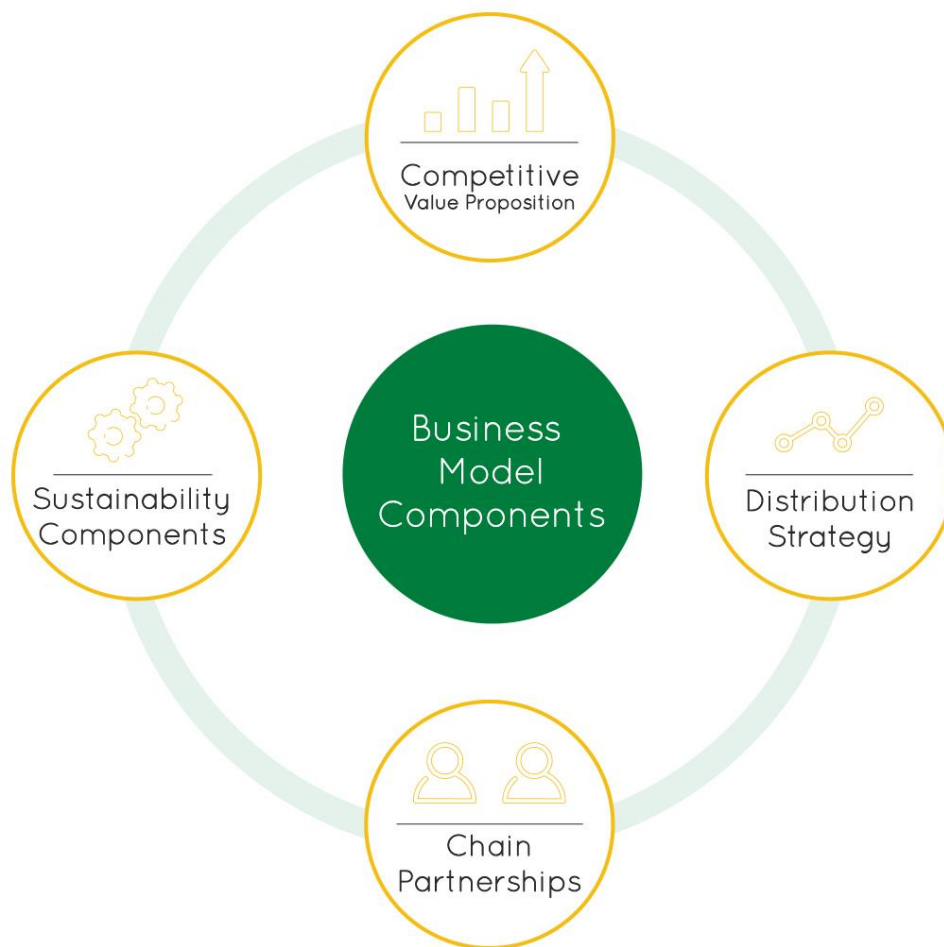 Competitive
Value Proposition
Business
Model
Components
Sustainability
Components
Distribution
Strategy
Chain
Partnerships